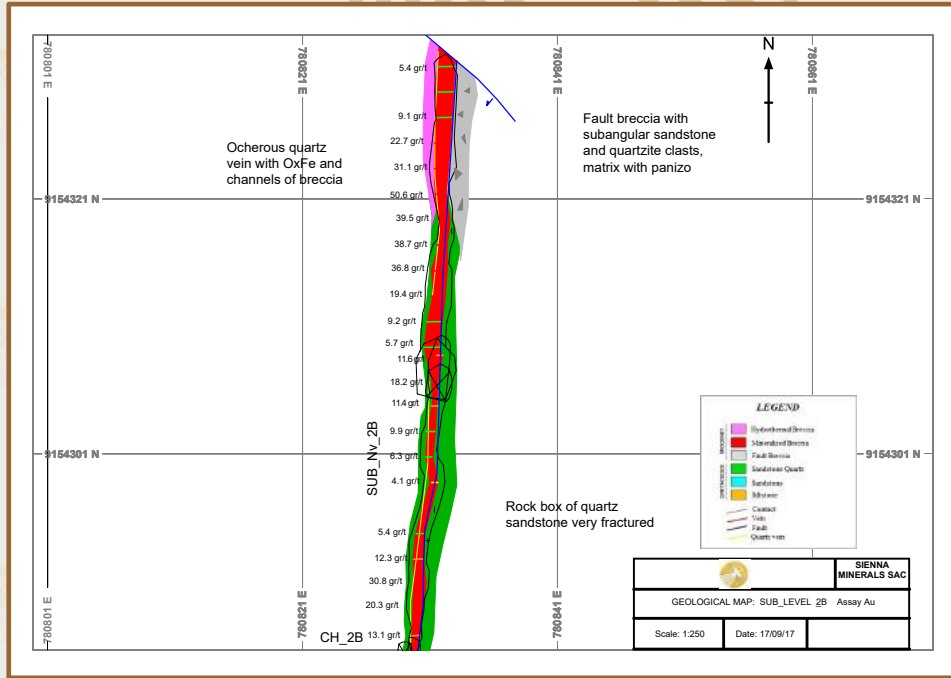 780801 E
780821 E
780841 E
780861 E
N
5.4 gr/t
9.1 gr/t
22.7 gr/t
31.1 gr/t
50.6 gr/t
39.5 gr/t
38.7 gr/t
36.8 gr/t
19.4 gr/t
9.2 gr/t
5.7 gr/t
11.6 gr/t
18.2 gr/t
11.4 gr/t
9.9 gr/t
6.3 gr/t
4.1 gr/t
5.4 gr/t
12.3 gr/t
30.8 gr/t
20.3 gr/t
13.1 gr/t
Ocherous quartz
vein with OxFe and
channels of breccia
Fault breccia with
subangular sandstone
and quartzite clasts,
matrix with panizo
9154321 N
9154321 N
SUB_Nv_2B
9154301 N
9154301 N
Rock box of quartz
sandstone very fractured
LEGEND
Hydrothermal Breccia
Mineralized Breccia
Fault Breccia
Sandstone Quartz
Sandstone
Siltstone
Contact
Vein
Fault
Quartz vein
CH_2B
780801 E
780821 E
780841 E
SIENNA
MINERALS SAC
GEOLOGICAL MAP: SUB_LEVEL_2B Assay Au
Scale: 1:250
Date: 17/09/17